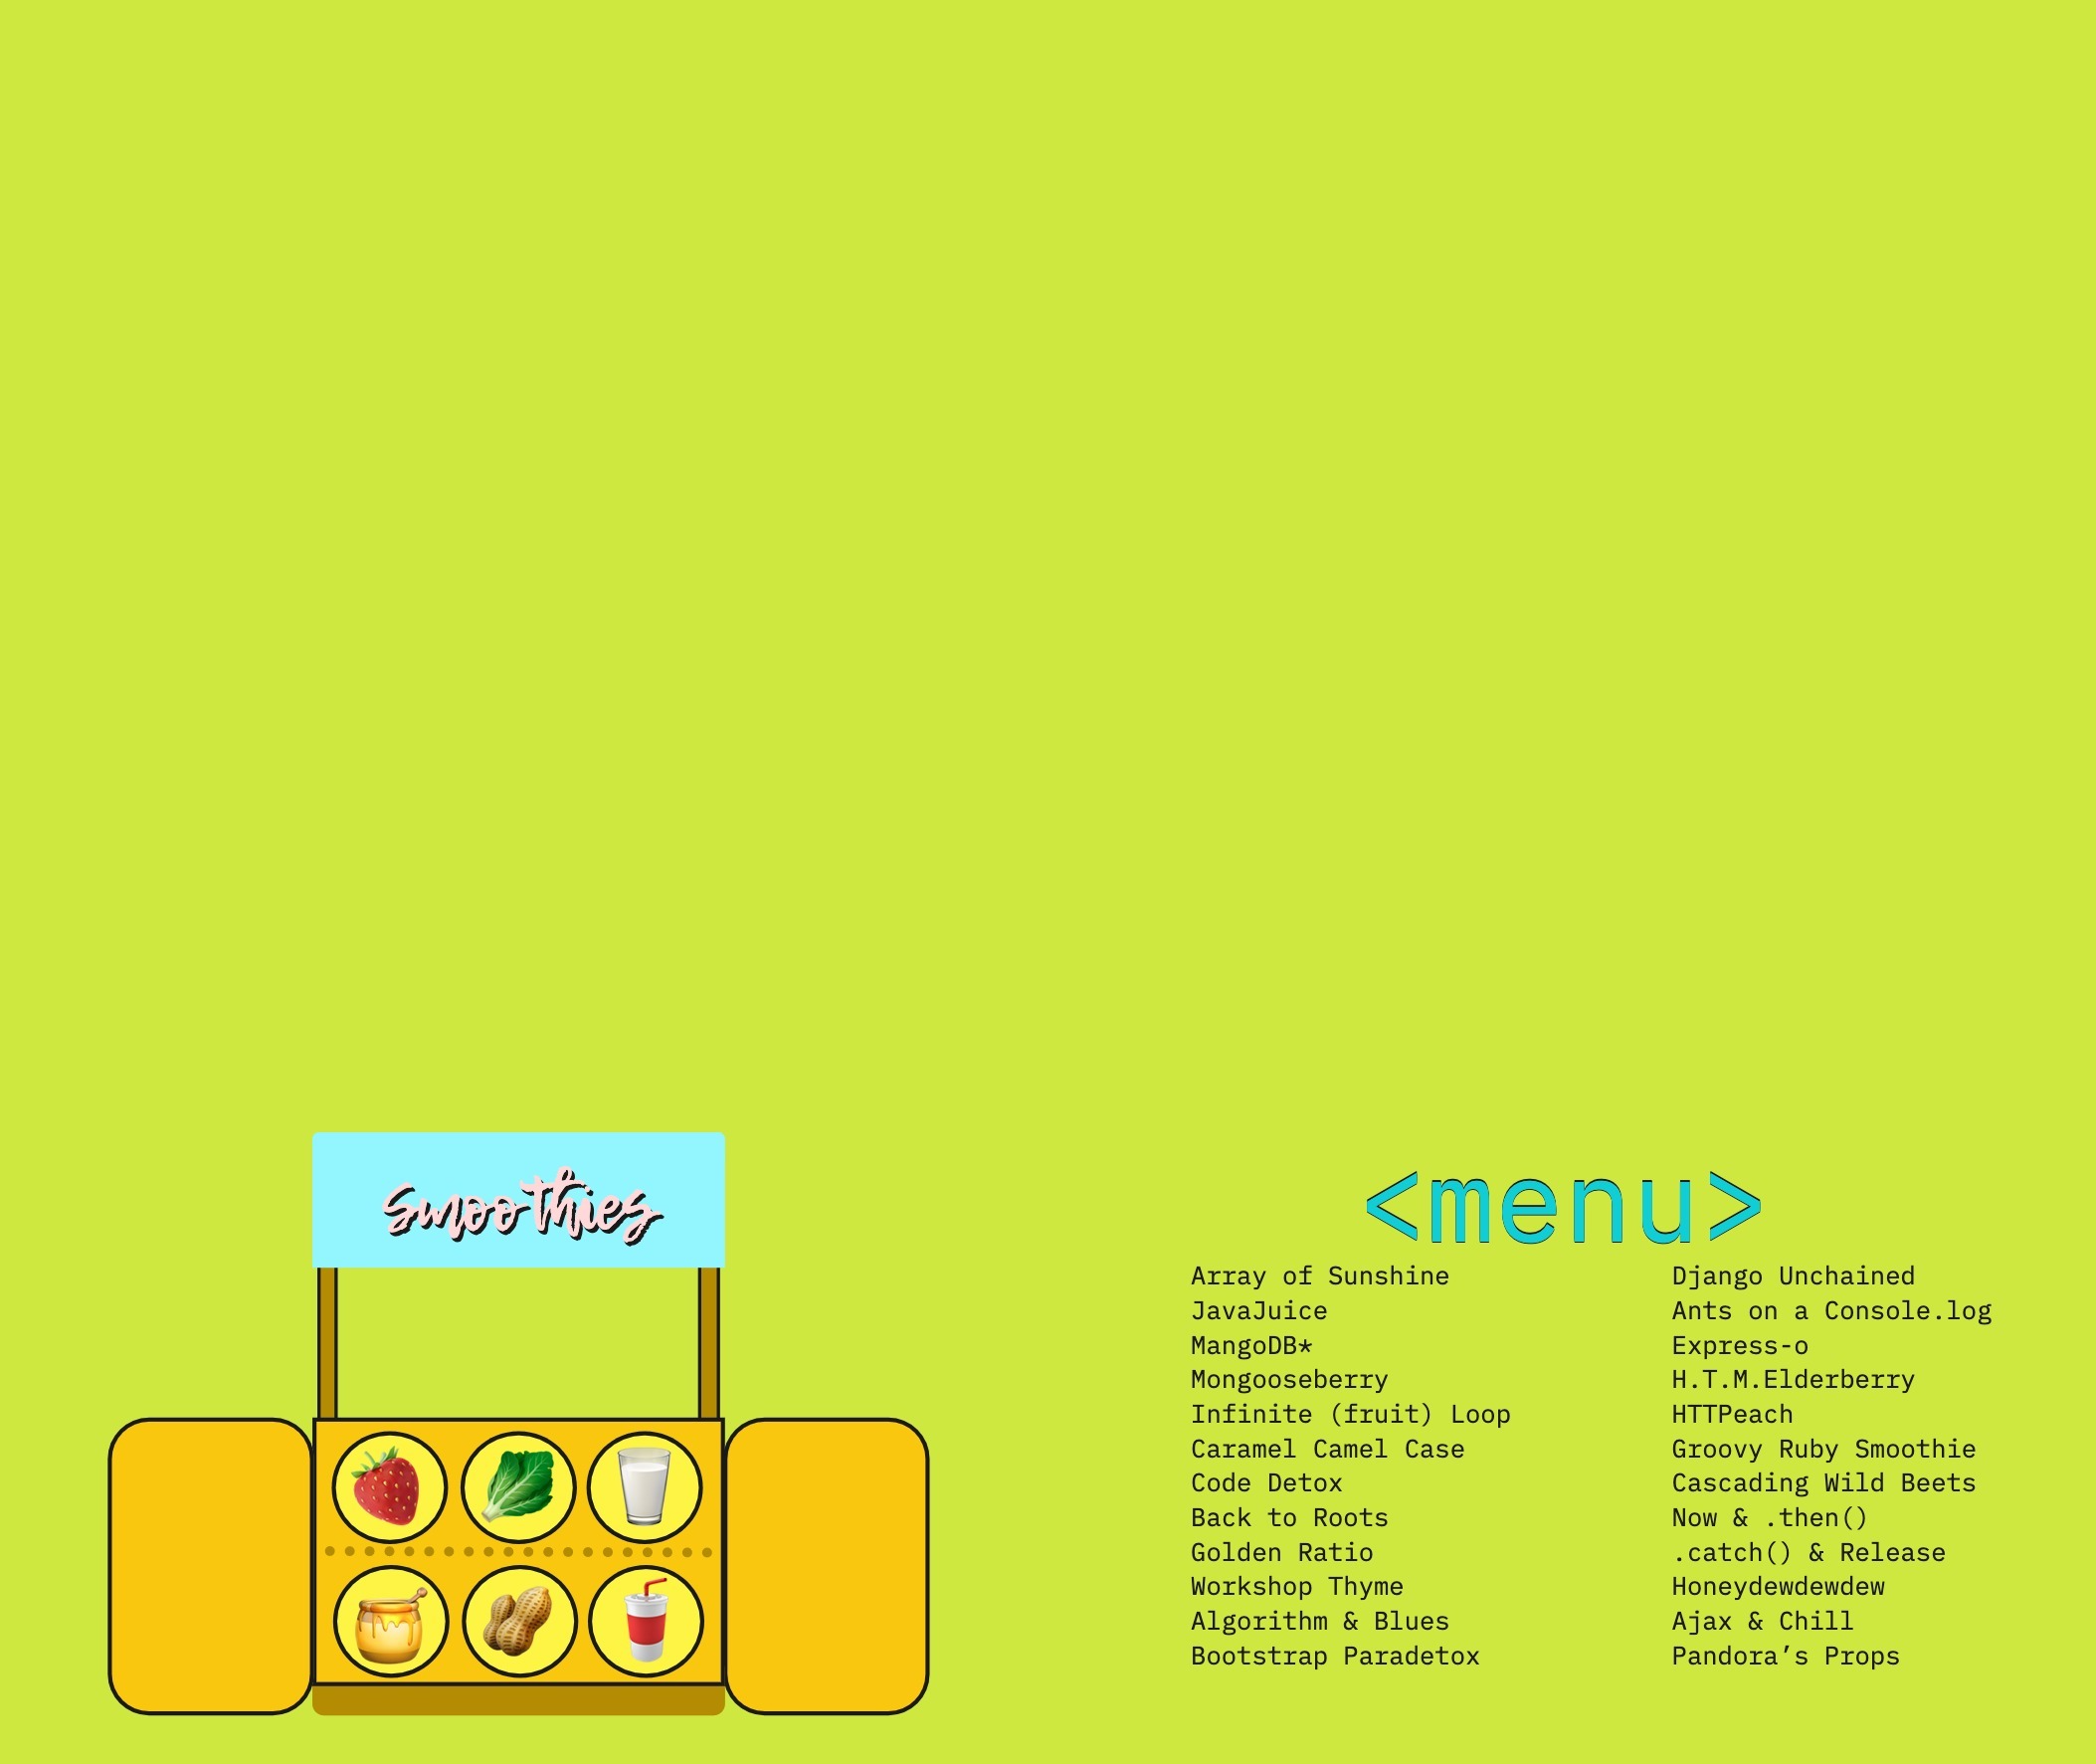 Smoothies
<menu>
Array of Sunshine
JavaJuice
MangoDB*
Mongooseberry
Infinite (fruit) Loop
Caramel Camel Case
Code Detox
Back to Roots
Golden Ratio
Workshop Thyme
Algorithm & Blues
Bootstrap Paradetox
Django Unchained
Ants on a Console.log
Express-o
H.T.M.Elderberry
HTTPeach
Groovy Ruby Smoothie
Cascading Wild Beets
Now & .then()
.catch() & Release
Honeydewdewdew
Ajax & Chill
Pandora’s Props